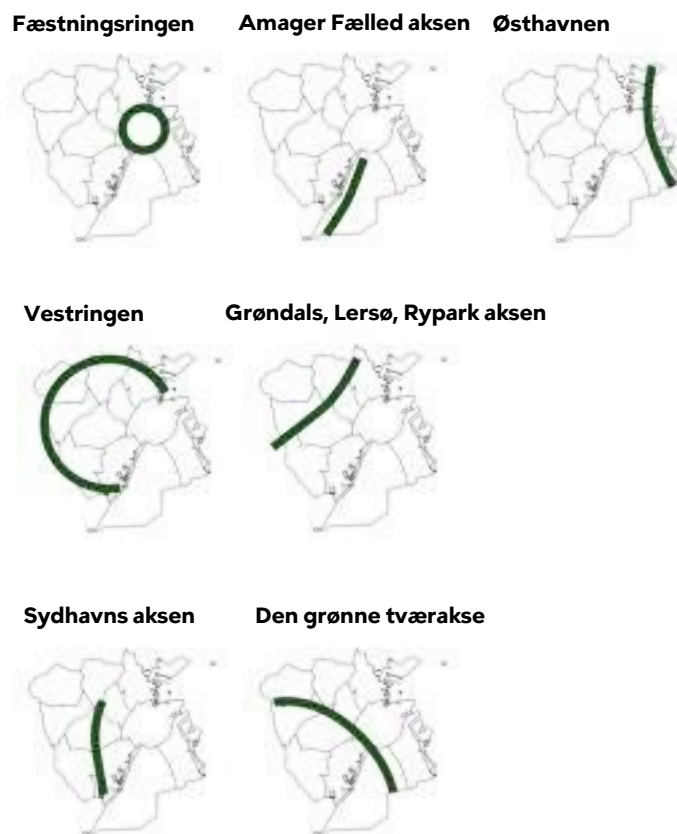 Fæstningsringen
Amager Fælled aksen
Østhavnen
Vestringen
Grøndals, Lersø, Rypark aksen
Sydhavns aksen
Den grønne tværakse